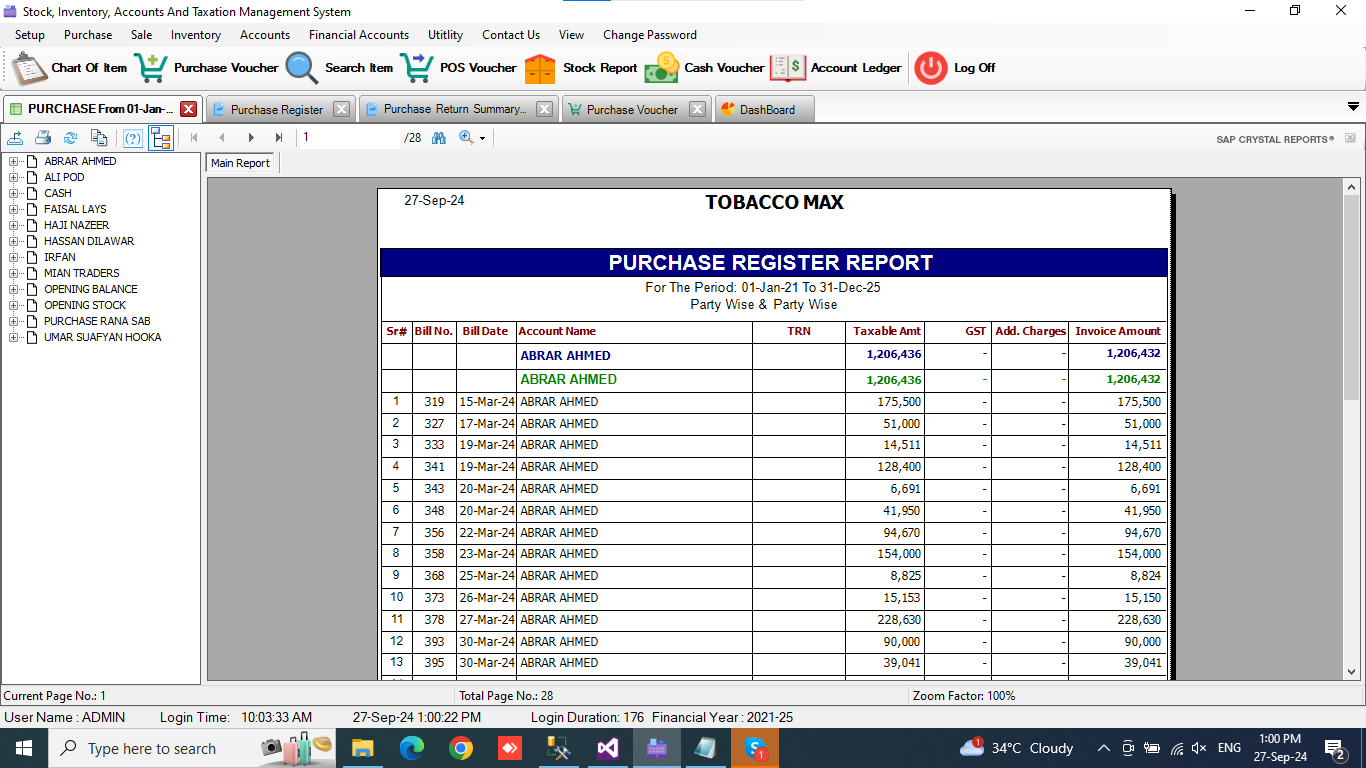 Stock, Inventory, Accounts And Taxation Management System
Setup Purchase Sale Inventory Accounts Financial Accounts Uitility Contact Us View Change Password
Chart Of Item Purchase Voucher Search Item POS Voucher Stock Report Cash Voucher Account Ledger Log Off
PURCHASE From 01-Jan-... Purchase Register Purchase Return Summary... Purchase Voucher DashBoard
1 /28 SAP CRYSTAL REPORTS®
Main Report
ABRAR AHMED
ALI POD
CASH
FAISAL LAYS
HAJI NAZEER
HASSAN DILAWAR
IRFAN
MIAN TRADERS
OPENING BALANCE
OPENING STOCK
PURCHASE RANA SAB
UMAR SUAFYAN HOOKA
27-Sep-24 TOBACCO MAX
PURCHASE REGISTER REPORT
For The Period: 01-Jan-21 To 31-Dec-25
Party Wise & Party Wise
Sr# Bill No. Bill Date Account Name TRN Taxable Amt GST Add. Charges Invoice Amount
ABRAR AHMED 1,206,436 - - 1,206,432
ABRAR AHMED 1,206,436 - - 1,206,432
1 319 15-Mar-24 ABRAR AHMED 175,500 - - 175,500
2 327 17-Mar-24 ABRAR AHMED 51,000 - - 51,000
3 333 19-Mar-24 ABRAR AHMED 14,511 - - 14,511
4 341 19-Mar-24 ABRAR AHMED 128,400 - - 128,400
5 343 20-Mar-24 ABRAR AHMED 6,691 - - 6,691
6 348 20-Mar-24 ABRAR AHMED 41,950 - - 41,950
7 356 22-Mar-24 ABRAR AHMED 94,670 - - 94,670
8 358 23-Mar-24 ABRAR AHMED 154,000 - - 154,000
9 368 25-Mar-24 ABRAR AHMED 8,825 - - 8,824
10 373 26-Mar-24 ABRAR AHMED 15,153 - - 15,150
11 378 27-Mar-24 ABRAR AHMED 228,630 - - 228,630
12 393 30-Mar-24 ABRAR AHMED 90,000 - - 90,000
13 395 30-Mar-24 ABRAR AHMED 39,041 - - 39,041
Current Page No.: 1 Total Page No.: 28 Zoom Factor: 100%
User Name : ADMIN Login Time: 10:03:33 AM 27-Sep-24 1:00:22 PM Login Duration: 176 Financial Year : 2021-25
Type here to search 34°C Cloudy ENG 1:00 PM
27-Sep-24